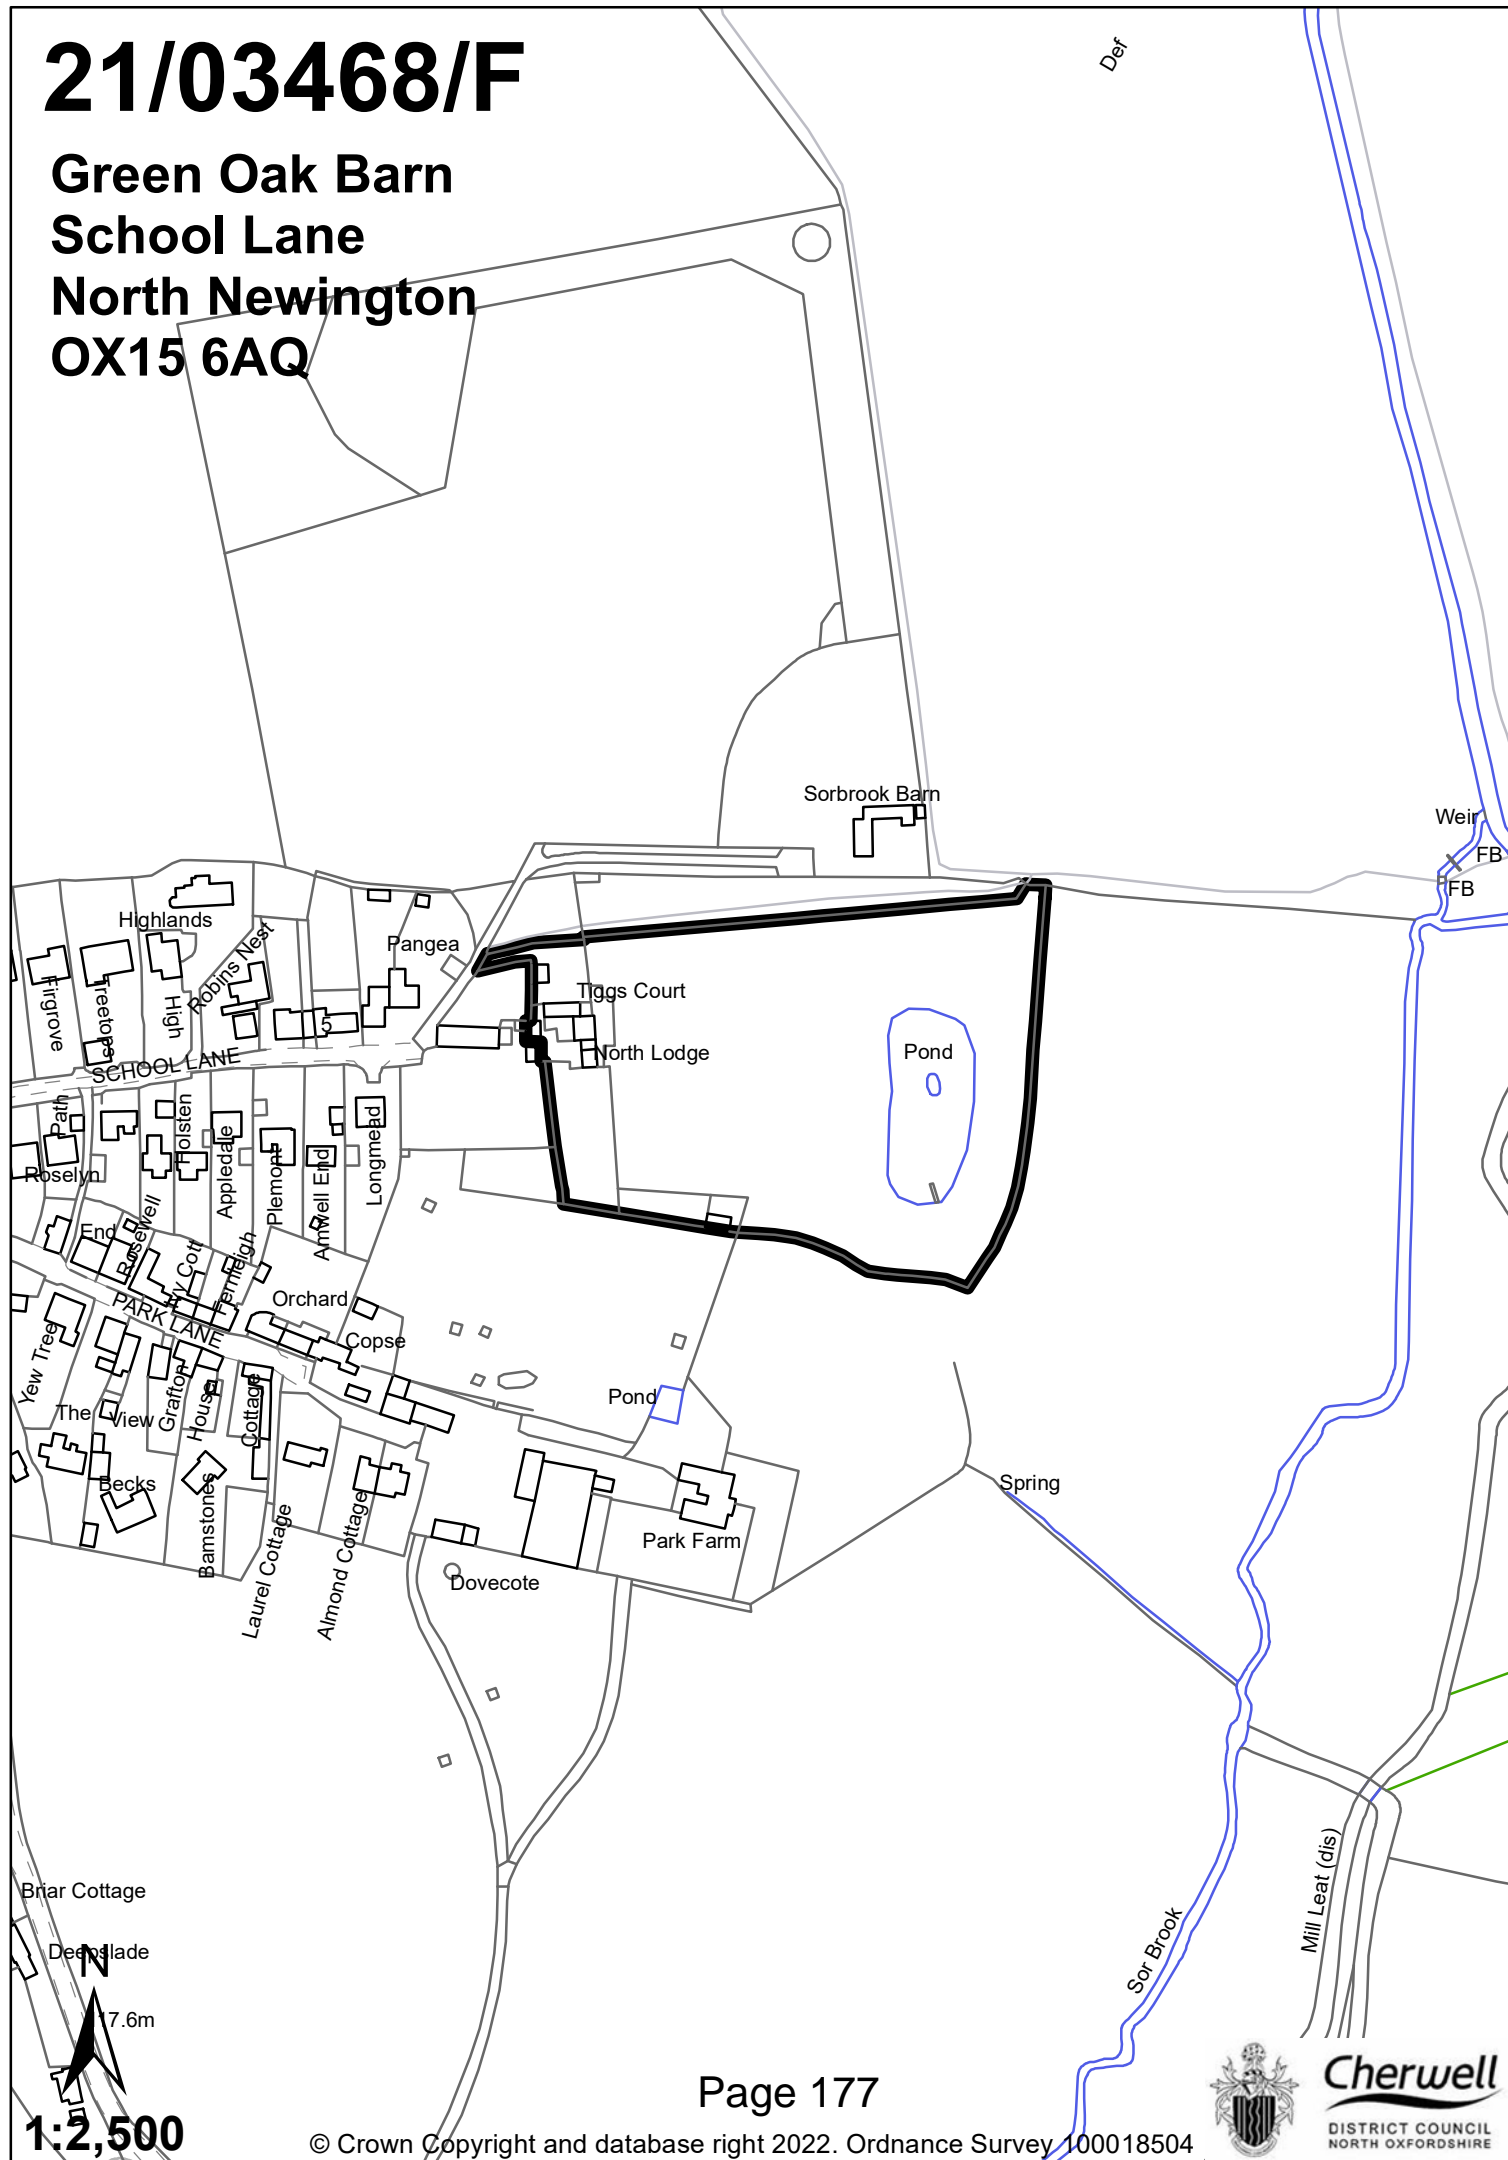 21/03468/F
Green Oak Barn
School Lane
North Newington
OX15 6AQ
Def
Sorbrook Barn
Weir
FB
FB
Highlands
Robins Nest
Pangea
Firgrove
Treetops
High
5
Tiggs Court
North Lodge
Pond
SCHOOL LANE
Path
Holsten
Appledale
Plemont
Amwell End
Longmead
Roselyn
End
Rosewell
Ivy Cott
Fernleigh
PARK LANE
Orchard
Copse
Yew Tree
The
View
Grafton
House
Cottage
Pond
Becks
Barnstones
Laurel Cottage
Almond Cottage
Spring
Park Farm
Dovecote
Briar Cottage
Deepslade
N
17.6m
Mill Leat (dis)
Sor Brook
1:2,500
Page 177
© Crown Copyright and database right 2022. Ordnance Survey 100018504
Cherwell
DISTRICT COUNCIL
NORTH OXFORDSHIRE